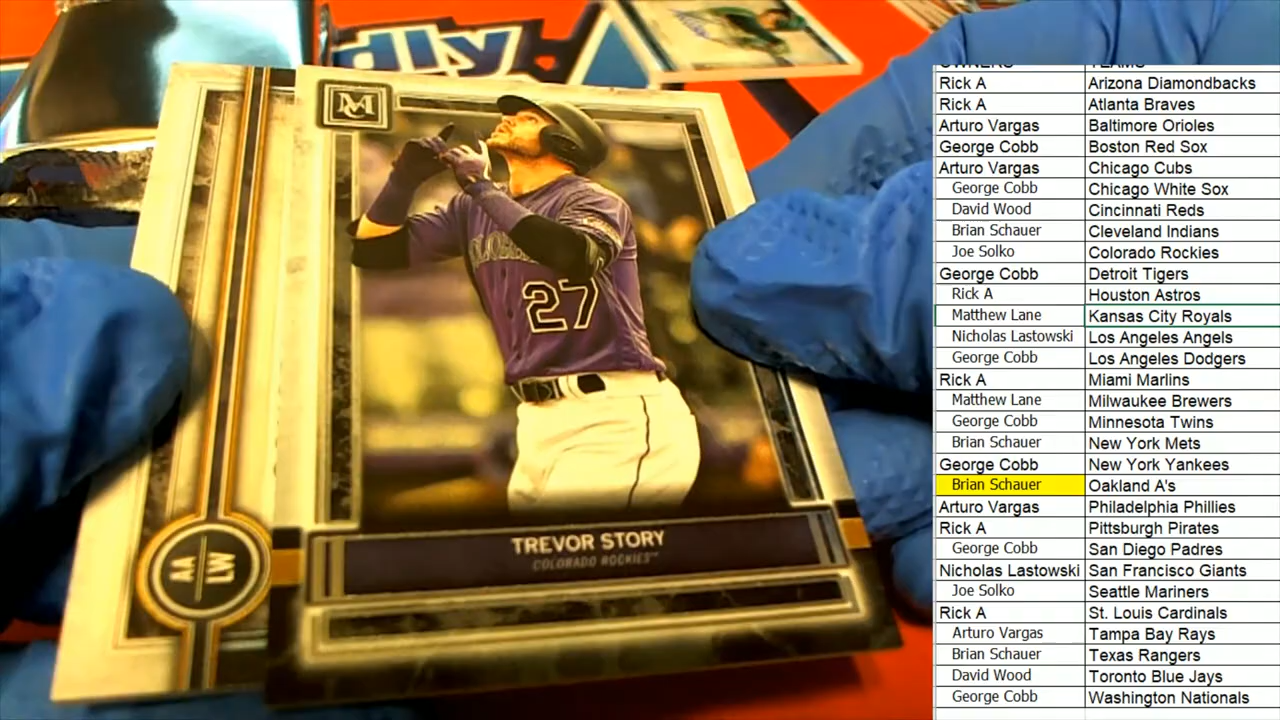 dly.
MC
COLORADO
27
TREVOR STORY
COLORADO ROCKIES™
AA LW
OWNERS TEAMS
Rick A Arizona Diamondbacks
Rick A Atlanta Braves
Arturo Vargas Baltimore Orioles
George Cobb Boston Red Sox
Arturo Vargas Chicago Cubs
George Cobb Chicago White Sox
David Wood Cincinnati Reds
Brian Schauer Cleveland Indians
Joe Solko Colorado Rockies
George Cobb Detroit Tigers
Rick A Houston Astros
Matthew Lane Kansas City Royals
Nicholas Lastowski Los Angeles Angels
George Cobb Los Angeles Dodgers
Rick A Miami Marlins
Matthew Lane Milwaukee Brewers
George Cobb Minnesota Twins
Brian Schauer New York Mets
George Cobb New York Yankees
Brian Schauer Oakland A's
Arturo Vargas Philadelphia Phillies
Rick A Pittsburgh Pirates
George Cobb San Diego Padres
Nicholas Lastowski San Francisco Giants
Joe Solko Seattle Mariners
Rick A St. Louis Cardinals
Arturo Vargas Tampa Bay Rays
Brian Schauer Texas Rangers
David Wood Toronto Blue Jays
George Cobb Washington Nationals